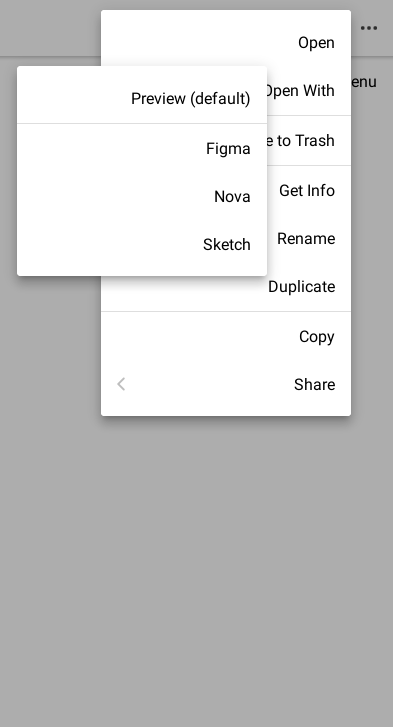 Open
Open With
enu
Preview (default)
e to Trash
Figma
Get Info
Nova
Rename
Sketch
Duplicate
Copy
Share